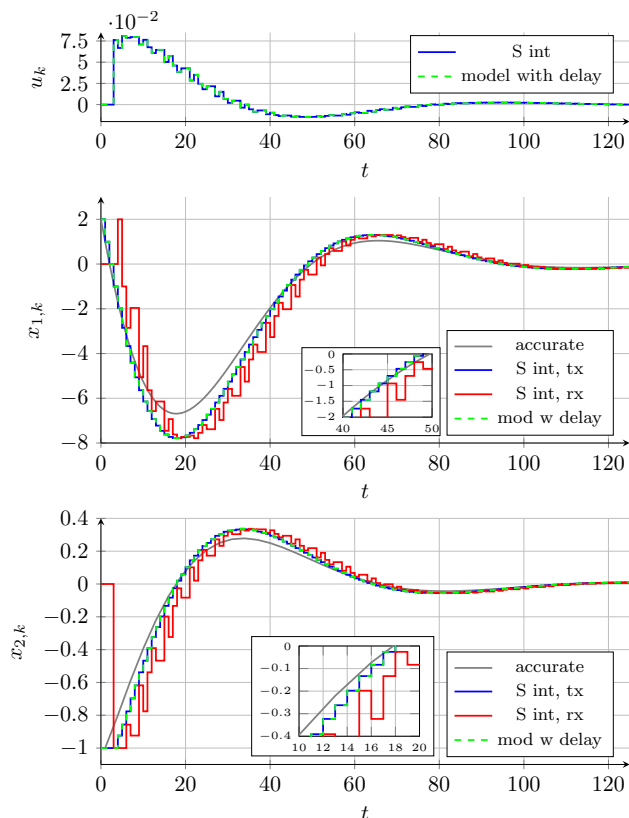 ·10−2
7.5
5
2.5
0
u_k
S int
model with delay
0 20 40 60 80 100 120
t
2
0
−2
−4
−6
−8
x_{1,k}
0
−0.5
−1
−1.5
−2
40 45 50
accurate
S int, tx
S int, rx
mod w delay
0 20 40 60 80 100 120
t
0.4
0.2
0
−0.2
−0.4
−0.6
−0.8
−1
x_{2,k}
0
−0.1
−0.2
−0.3
−0.4
10 12 14 16 18 20
accurate
S int, tx
S int, rx
mod w delay
0 20 40 60 80 100 120
t